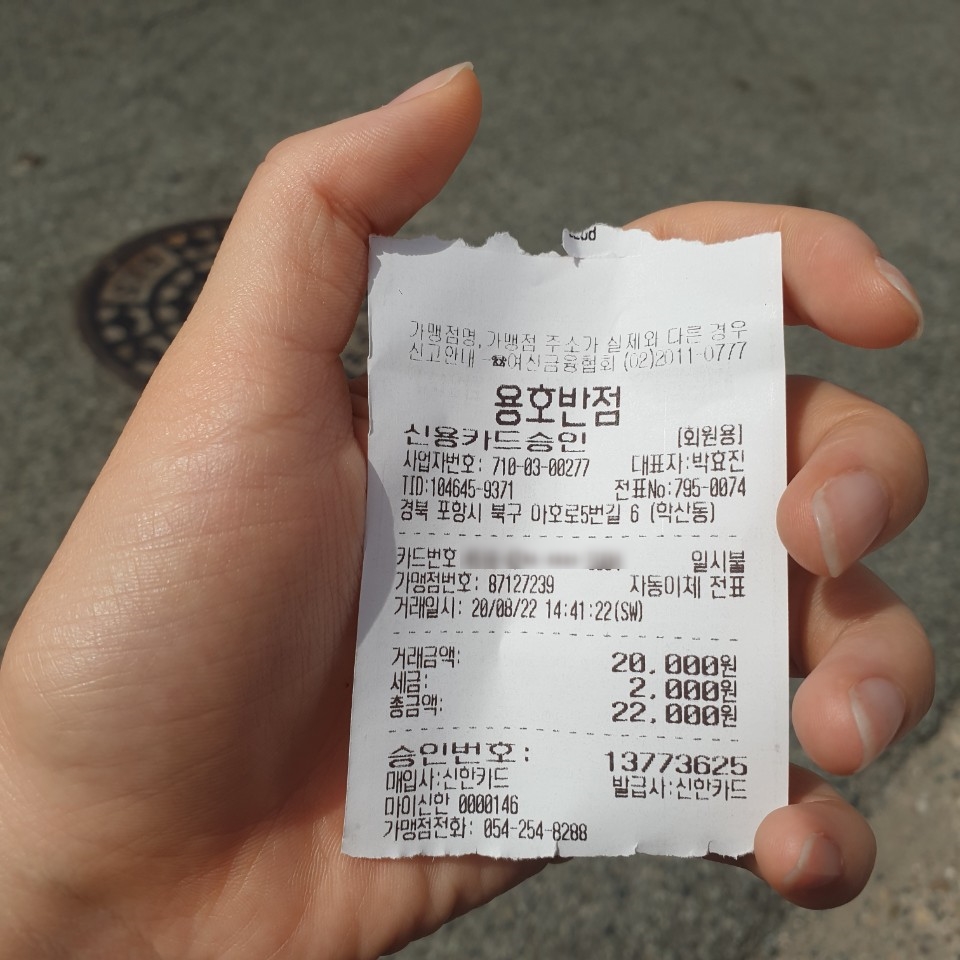 가맹점명, 가맹점 주소가 실제와 다른 경우
신고안내 ☎여신금융협회 (02)2011-0777
용호반점
신용카드승인 [회원용]
사업자번호: 710-03-00277 대표자:박효진
TID:104645-9371 전표No:795-0074
경북 포항시 북구 아호로5번길 6 (학산동)
카드번호 일시불
가맹점번호: 87127239 자동이체 전표
거래일시: 20/08/22 14:41:22(SW)
거래금액: 20,000원
세금: 2,000원
총금액: 22,000원
승인번호: 13773625
매입사:신한카드 발급사:신한카드
마이신한 0000146
가맹점전화: 054-254-8288